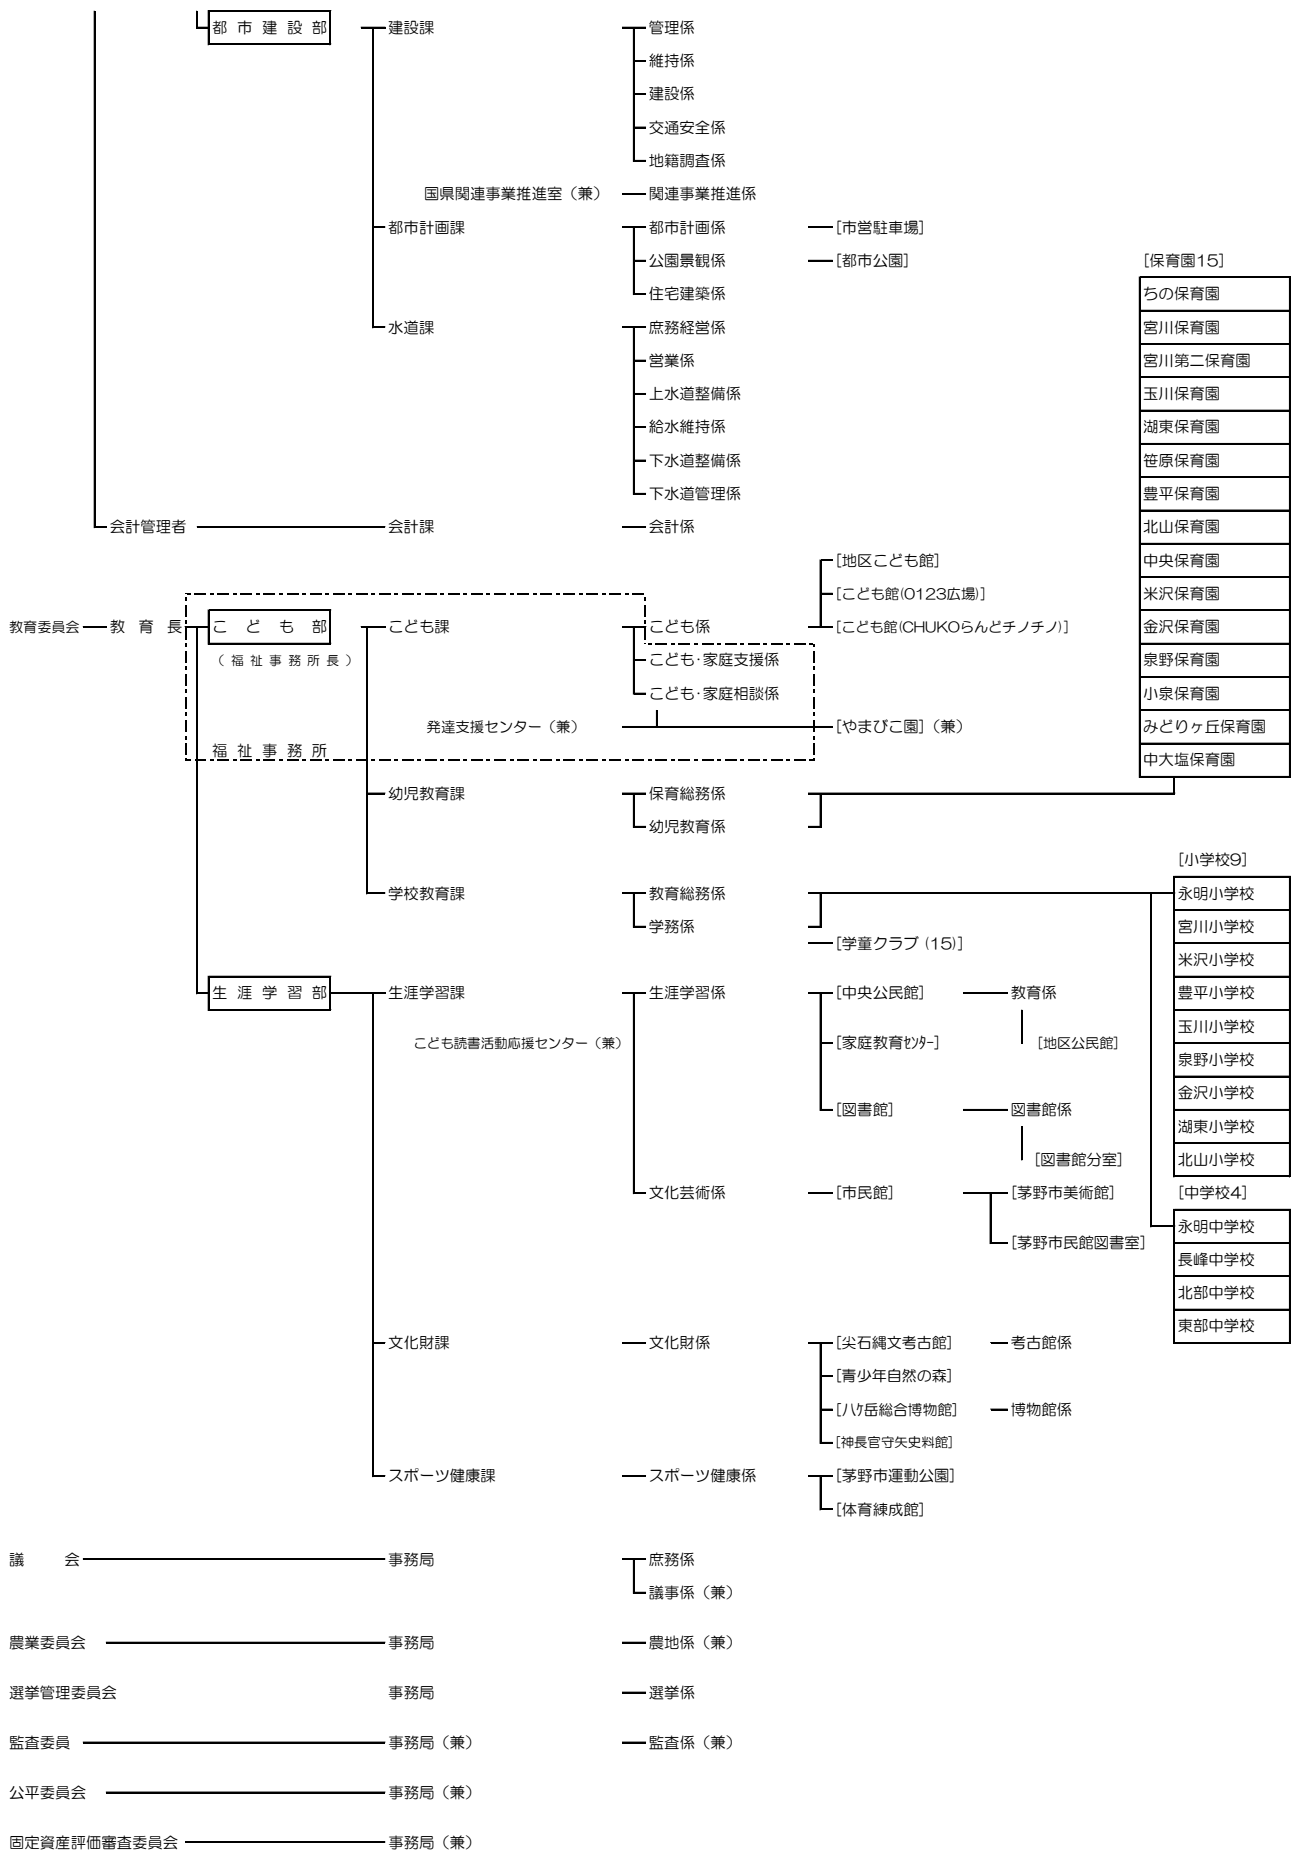 都市建設部 建設課 管理係
維持係
建設係
交通安全係
地籍調査係
国県関連事業推進室（兼） 関連事業推進係
都市計画課 都市計画係 [市営駐車場]
公園景観係 [都市公園] [保育園15]
住宅建築係 ちの保育園
水道課 庶務経営係 宮川保育園
営業係 宮川第二保育園
上水道整備係 玉川保育園
給水維持係 湖東保育園
下水道整備係 笹原保育園
下水道管理係 豊平保育園
会計管理者 会計課 会計係 北山保育園
[地区こども館] 中央保育園
[こども館(0123広場)] 米沢保育園
教育委員会 教育長 こども部 こども課 こども係 [こども館(CHUKOらんどチノチノ)] 金沢保育園
（福祉事務所長） こども・家庭支援係 泉野保育園
こども・家庭相談係 小泉保育園
発達支援センター（兼） [やまびこ園]（兼） みどりヶ丘保育園
福祉事務所 中大塩保育園
幼児教育課 保育総務係
幼児教育係
[小学校9]
学校教育課 教育総務係 永明小学校
学務係 宮川小学校
[学童クラブ (15)]
米沢小学校
生涯学習部 生涯学習課 生涯学習係 [中央公民館] 教育係 豊平小学校
玉川小学校
こども読書活動応援センター（兼） [家庭教育ｾﾝﾀｰ] [地区公民館]
泉野小学校
金沢小学校
[図書館] 図書館係
湖東小学校
[図書館分室] 北山小学校
文化芸術係 [市民館] [茅野市美術館] [中学校4]
永明中学校
[茅野市民館図書室]
長峰中学校
北部中学校
東部中学校
文化財課 文化財係 [尖石縄文考古館] 考古館係
[青少年自然の森]
[八ｹ岳総合博物館] 博物館係
[神長官守矢史料館]
スポーツ健康課 スポーツ健康係 [茅野市運動公園]
[体育練成館]
議会 事務局 庶務係
議事係（兼）
農業委員会 事務局 農地係（兼）
選挙管理委員会 事務局 選挙係
監査委員 事務局（兼） 監査係（兼）
公平委員会 事務局（兼）
固定資産評価審査委員会 事務局（兼）